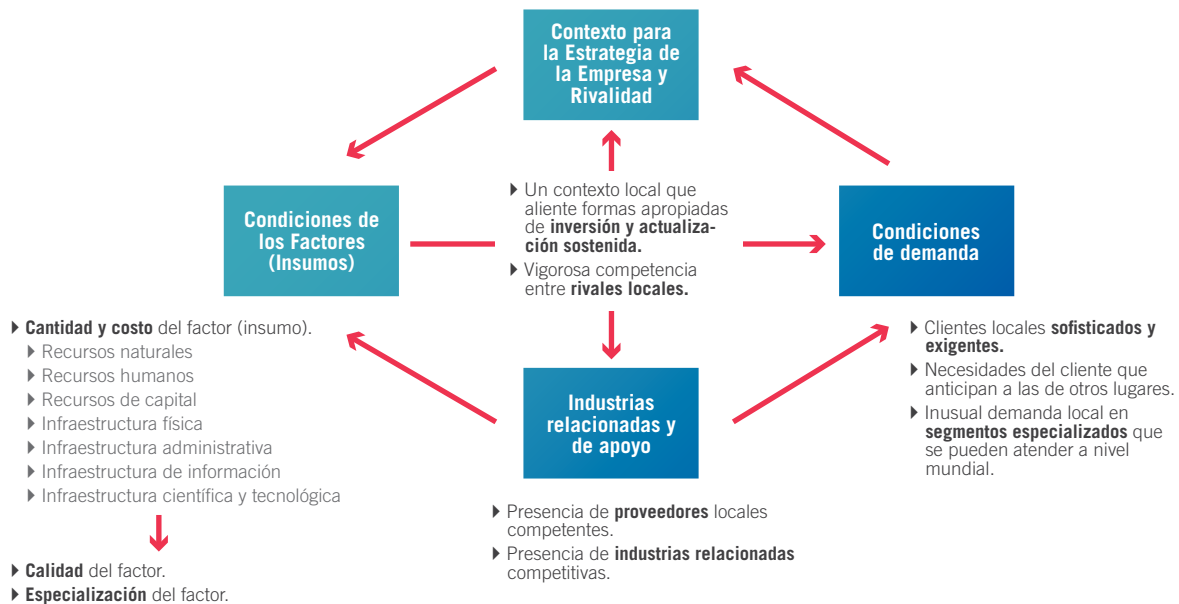 Contexto para
la Estrategia de
la Empresa y
Rivalidad
Condiciones de
los Factores
(Insumos)
Un contexto local que
aliente formas apropiadas
de inversión y actualiza-
ción sostenida.
Vigorosa competencia
entre rivales locales.
Condiciones
de demanda
Cantidad y costo del factor (insumo).
Recursos naturales
Recursos humanos
Recursos de capital
Infraestructura física
Infraestructura administrativa
Infraestructura de información
Infraestructura científica y tecnológica
Calidad del factor.
Especialización del factor.
Industrias
relacionadas y
de apoyo
Presencia de proveedores locales
competentes.
Presencia de industrias relacionadas
competitivas.
Clientes locales sofisticados y
exigentes.
Necesidades del cliente que
anticipan a las de otros lugares.
Inusual demanda local en
segmentos especializados que
se pueden atender a nivel
mundial.